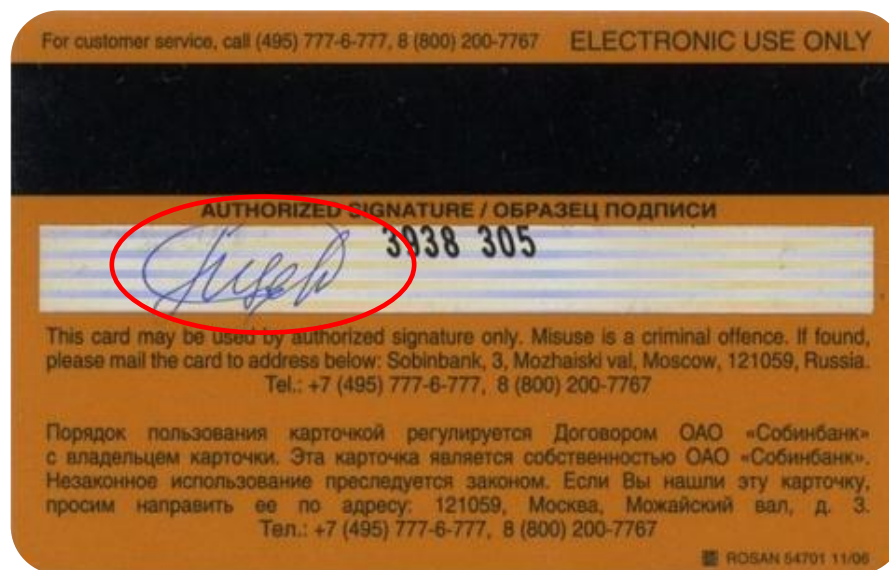 For customer service, call (495) 777-6-777, 8 (800) 200-7767 ELECTRONIC USE ONLY
AUTHORIZED SIGNATURE / ОБРАЗЕЦ ПОДПИСИ
3938 305
This card may be used by authorized signature only. Misuse is a criminal offence. If found,
please mail the card to address below: Sobinbank, 3, Mozhaiski val, Moscow, 121059, Russia.
Tel.: +7 (495) 777-6-777, 8 (800) 200-7767
Порядок пользования карточкой регулируется Договором ОАО «Собинбанк»
с владельцем карточки. Эта карточка является собственностью ОАО «Собинбанк».
Незаконное использование преследуется законом. Если Вы нашли эту карточку,
просим направить ее по адресу: 121059, Москва, Можайский вал, д. 3.
Тел.: +7 (495) 777-6-777, 8 (800) 200-7767
ROSAN 54701 11/06